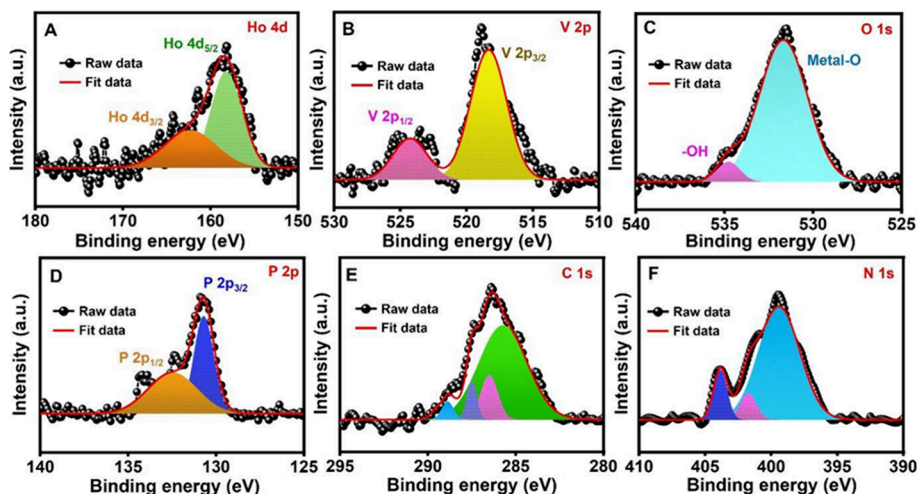 A
Ho 4d
Ho 4d5/2
Raw data
Fit data
Ho 4d3/2
Intensity (a.u.)
180 170 160 150
Binding energy (eV)
B
V 2p
V 2p3/2
Raw data
Fit data
V 2p1/2
Intensity (a.u.)
530 525 520 515 510
Binding energy (eV)
C
O 1s
Metal-O
Raw data
Fit data
-OH
Intensity (a.u.)
540 535 530 525
Binding energy (eV)
D
P 2p
P 2p3/2
Raw data
Fit data
P 2p1/2
Intensity (a.u.)
140 135 130 125
Binding energy (eV)
E
C 1s
Raw data
Fit data
Intensity (a.u.)
295 290 285 280
Binding energy (eV)
F
N 1s
Raw data
Fit data
Intensity (a.u.)
410 405 400 395 390
Binding energy (eV)